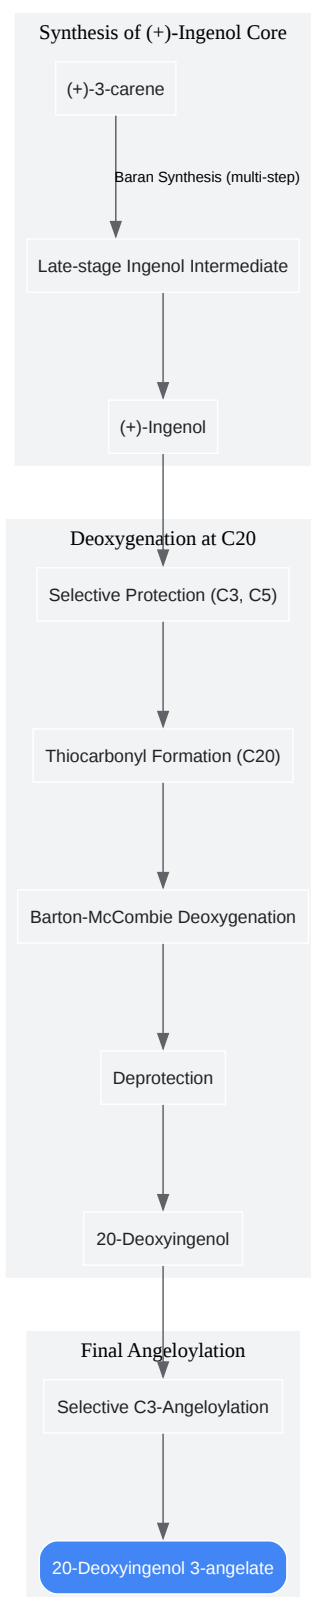 Synthesis of (+)-Ingenol Core
(+)-3-carene
Baran Synthesis (multi-step)
Late-stage Ingenol Intermediate
(+)-Ingenol
Deoxygenation at C20
Selective Protection (C3, C5)
Thiocarbonyl Formation (C20)
Barton-McCombie Deoxygenation
Deprotection
20-Deoxyingenol
Final Angeloylation
Selective C3-Angeloylation
20-Deoxyingenol 3-angelate